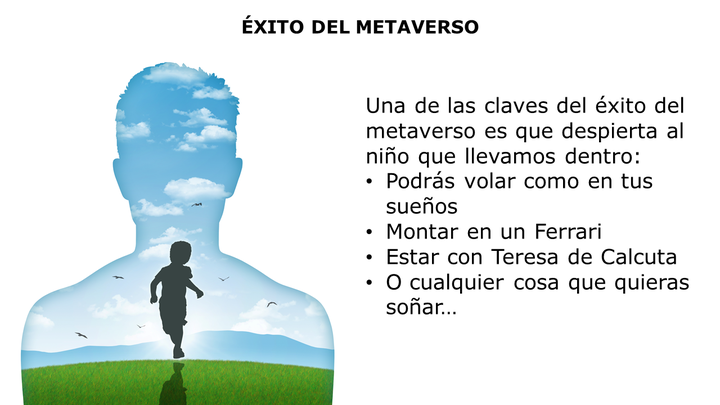 ÉXITO DEL METAVERSO
Una de las claves del éxito del
metaverso es que despierta al
niño que llevamos dentro:
• Podrás volar como en tus
sueños
• Montar en un Ferrari
• Estar con Teresa de Calcuta
• O cualquier cosa que quieras
soñar…